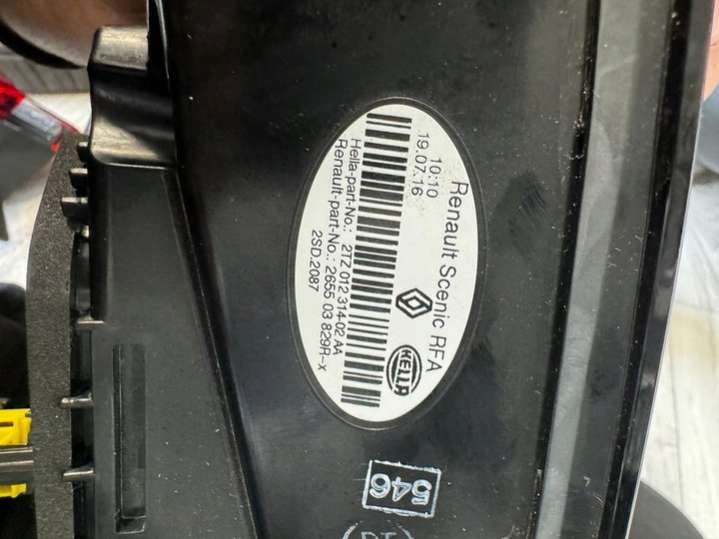 Renault Scenic RFA
10:10
19.07.16
HELLA
Hella-part-No.: 2TZ 012 314-02 AA
Renault-part-No.: 2655 03 829R-x
2SD.2087
546